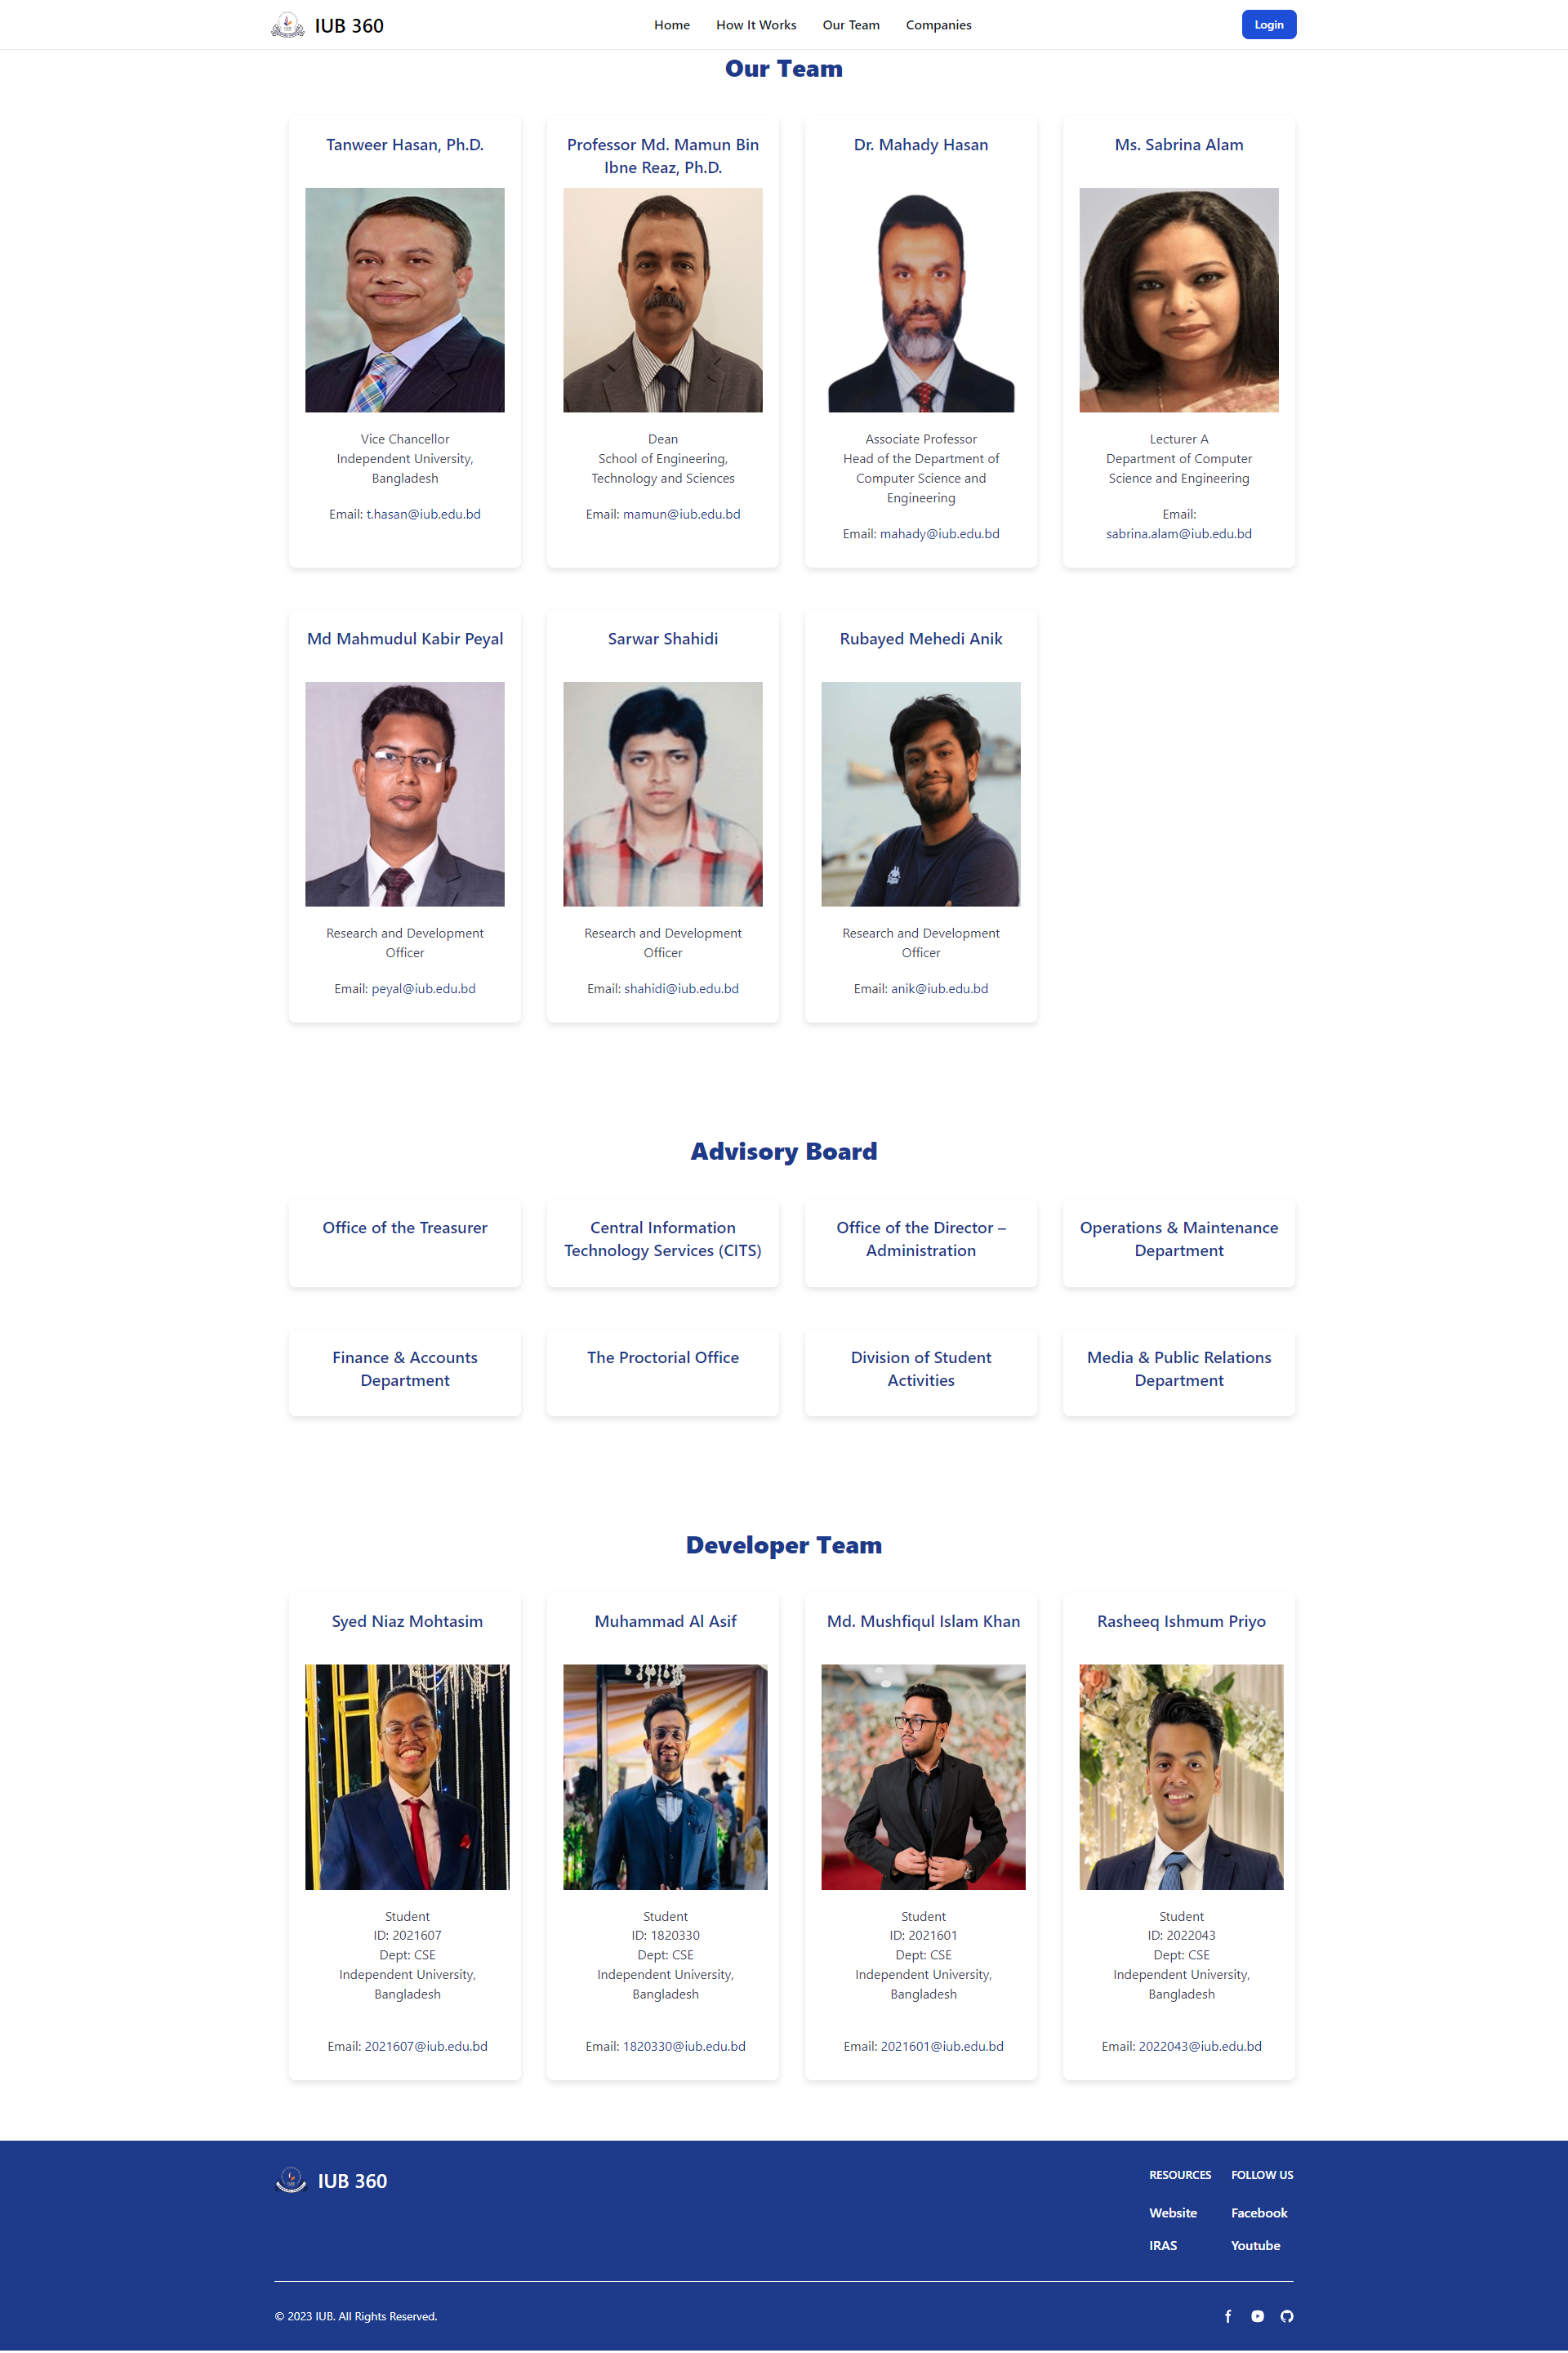 IUB 360
Home
How It Works
Our Team
Companies
Login
Our Team
Tanweer Hasan, Ph.D.
Vice Chancellor
Independent University,
Bangladesh
Email: t.hasan@iub.edu.bd
Professor Md. Mamun Bin
Ibne Reaz, Ph.D.
Dean
School of Engineering,
Technology and Sciences
Email: mamun@iub.edu.bd
Dr. Mahady Hasan
Associate Professor
Head of the Department of
Computer Science and
Engineering
Email: mahady@iub.edu.bd
Ms. Sabrina Alam
Lecturer A
Department of Computer
Science and Engineering
Email:
sabrina.alam@iub.edu.bd
Md Mahmudul Kabir Peyal
Research and Development
Officer
Email: peyal@iub.edu.bd
Sarwar Shahidi
Research and Development
Officer
Email: shahidi@iub.edu.bd
Rubayed Mehedi Anik
Research and Development
Officer
Email: anik@iub.edu.bd
Advisory Board
Office of the Treasurer
Central Information
Technology Services (CITS)
Office of the Director –
Administration
Operations & Maintenance
Department
Finance & Accounts
Department
The Proctorial Office
Division of Student
Activities
Media & Public Relations
Department
Developer Team
Syed Niaz Mohtasim
Student
ID: 2021607
Dept: CSE
Independent University,
Bangladesh
Email: 2021607@iub.edu.bd
Muhammad Al Asif
Student
ID: 1820330
Dept: CSE
Independent University,
Bangladesh
Email: 1820330@iub.edu.bd
Md. Mushfiqul Islam Khan
Student
ID: 2021601
Dept: CSE
Independent University,
Bangladesh
Email: 2021601@iub.edu.bd
Rasheeq Ishmum Priyo
Student
ID: 2022043
Dept: CSE
Independent University,
Bangladesh
Email: 2022043@iub.edu.bd
IUB 360
RESOURCES
Website
IRAS
FOLLOW US
Facebook
Youtube
© 2023 IUB. All Rights Reserved.